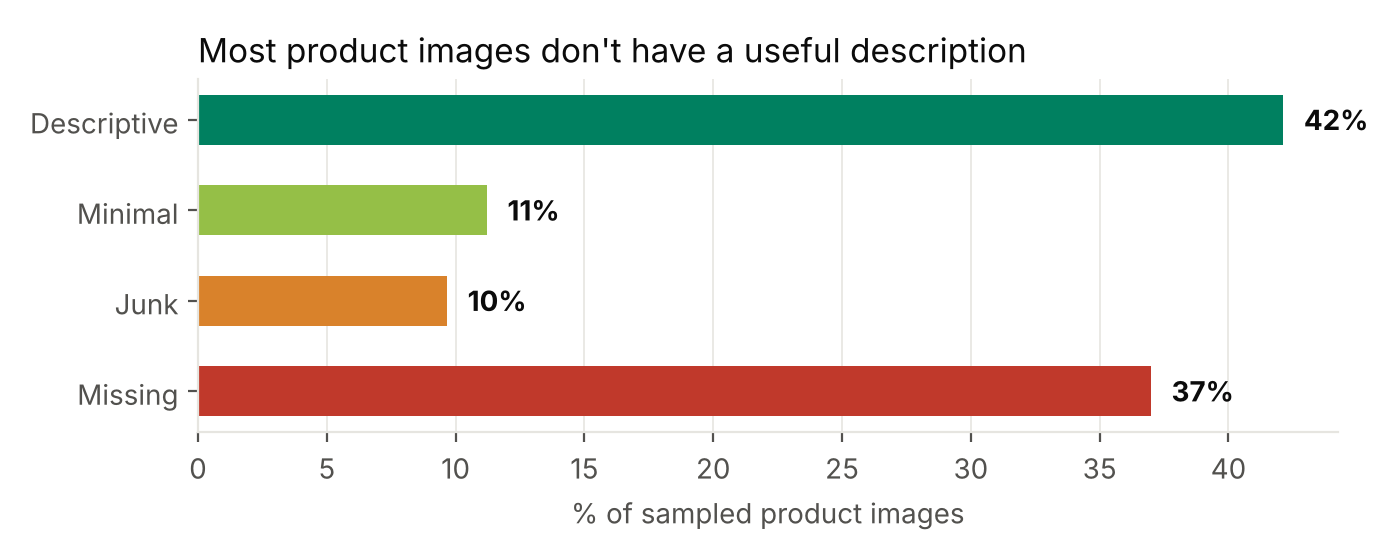 Most product images don't have a useful description
Descriptive 42%
Minimal 11%
Junk 10%
Missing 37%
0 5 10 15 20 25 30 35 40
% of sampled product images